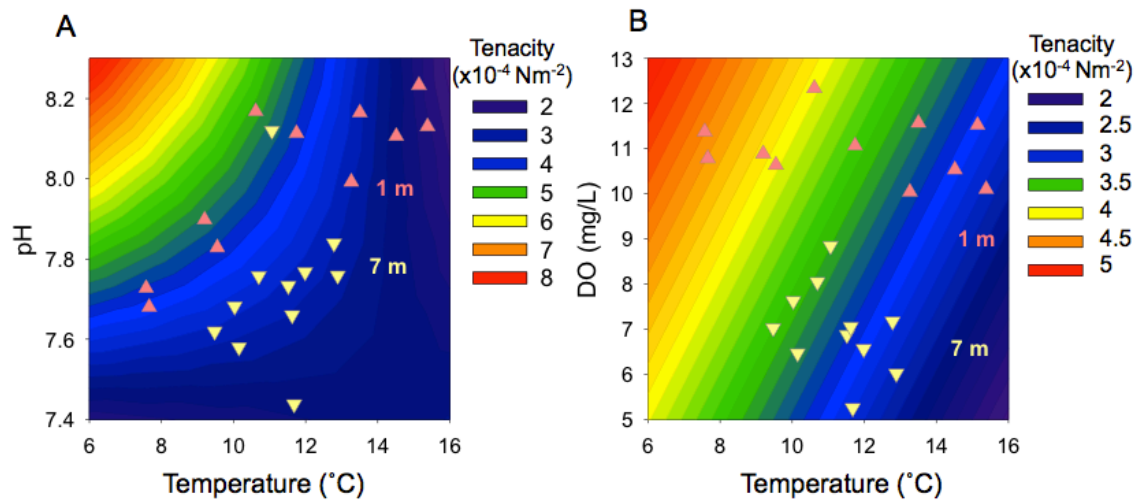 A
Tenacity
(x10-4 Nm-2)
2
3
4
5
6
7
8
8.2
8.0
7.8
7.6
7.4
pH
1 m
7 m
6 8 10 12 14 16
Temperature (˚C)
B
Tenacity
(x10-4 Nm-2)
2
2.5
3
3.5
4
4.5
5
13
12
11
10
9
8
7
6
5
DO (mg/L)
1 m
7 m
6 8 10 12 14 16
Temperature (˚C)